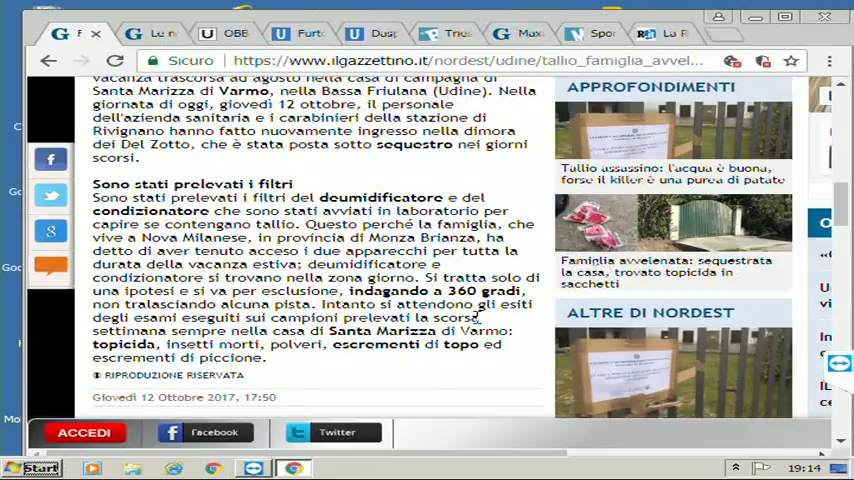 F
Le n
OBB
Furt
Dasp
Tries
Max
Spor
La R
Sicuro
https://www.ilgazzettino.it/nordest/udine/tallio_famiglia_avvel...
vacanza trascorsa ad agosto nella casa di campagna di
Santa Marizza di Varmo, nella Bassa Friulana (Udine). Nella
giornata di oggi, giovedì 12 ottobre, il personale
dell'azienda sanitaria e i carabinieri della stazione di
Rivignano hanno fatto nuovamente ingresso nella dimora
dei Del Zotto, che è stata posta sotto sequestro nei giorni
scorsi.
Sono stati prelevati i filtri
Sono stati prelevati i filtri del deumidificatore e del
condizionatore che sono stati avviati in laboratorio per
capire se contengano tallio. Questo perché la famiglia, che
vive a Nova Milanese, in provincia di Monza Brianza, ha
detto di aver tenuto acceso i due apparecchi per tutta la
durata della vacanza estiva; deumidificatore e
condizionatore si trovano nella zona giorno. Si tratta solo di
una ipotesi e si va per esclusione, indagando a 360 gradi,
non tralasciando alcuna pista. Intanto si attendono gli esiti
degli esami eseguiti sui campioni prelevati la scorsa
settimana sempre nella casa di Santa Marizza di Varmo:
topicida, insetti morti, polveri, escrementi di topo ed
escrementi di piccione.
© RIPRODUZIONE RISERVATA
Giovedì 12 Ottobre 2017, 17:50
APPROFONDIMENTI
Tallio assassino: l'acqua è buona,
forse il killer è una purea di patate
Famiglia avvelenata: sequestrata
la casa, trovato topicida in
sacchetti
ALTRE DI NORDEST
ACCEDI
Facebook
Twitter
Start
19:14